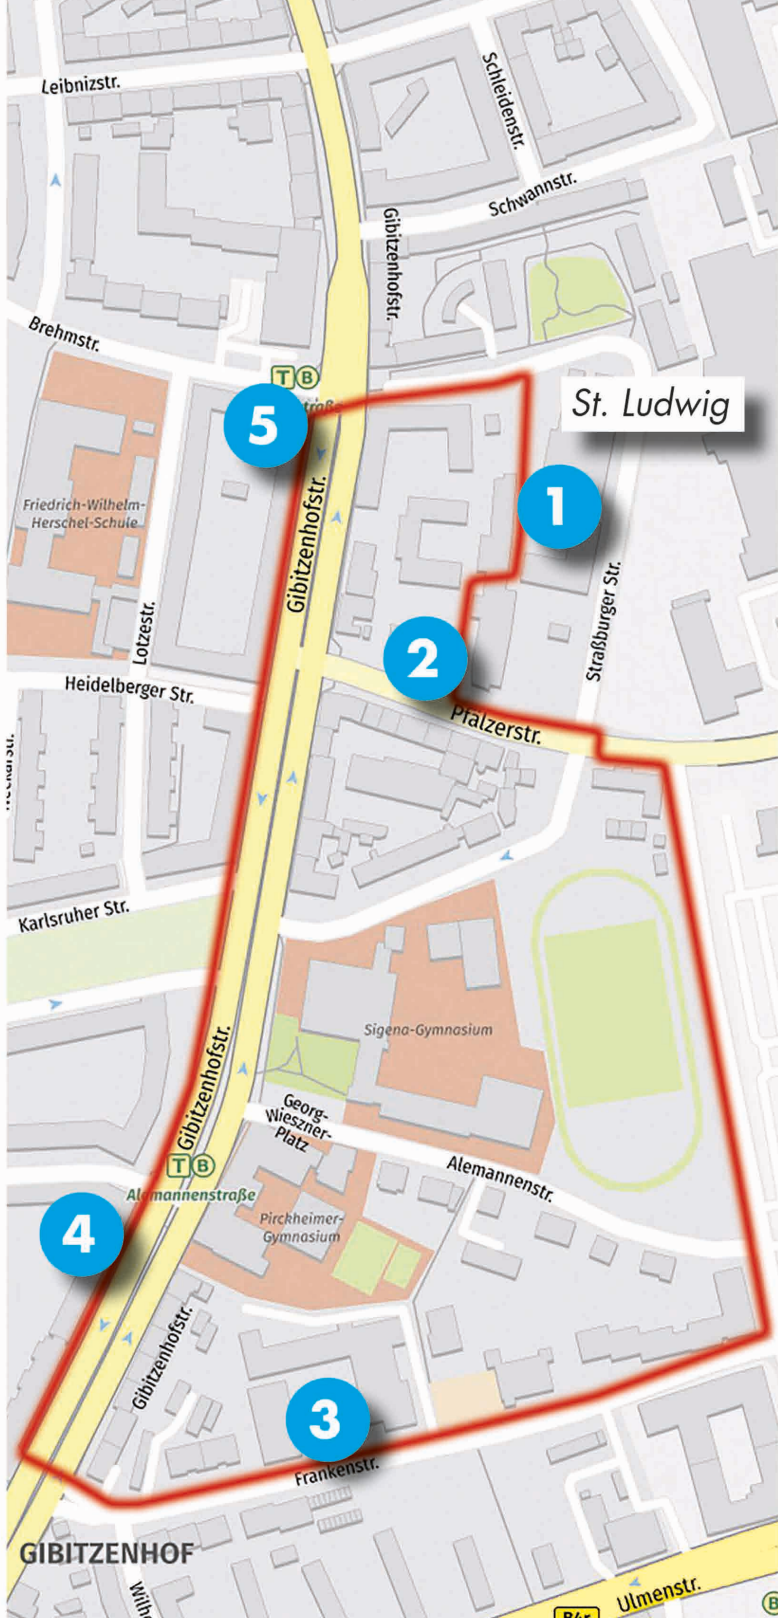 Leibnizstr.
Schleidenstr.
Schwannstr.
Gibitzenhofstr.
Brehmstr.
T B
straße
5
St. Ludwig
1
Friedrich-Wilhelm-
Herschel-Schule
Gibitzenhofstr.
Lotzestr.
Straßburger Str.
2
Heidelberger Str.
Pfälzerstr.
Karlsruher Str.
Sigena-Gymnasium
Gibitzenhofstr.
Georg-
Wieszner-
Platz
T B
Alemannenstraße
Alemannenstr.
4
Pirckheimer-
Gymnasium
Gibitzenhofstr.
3
Frankenstr.
GIBITZENHOF
Ulmenstr.
B4r
B